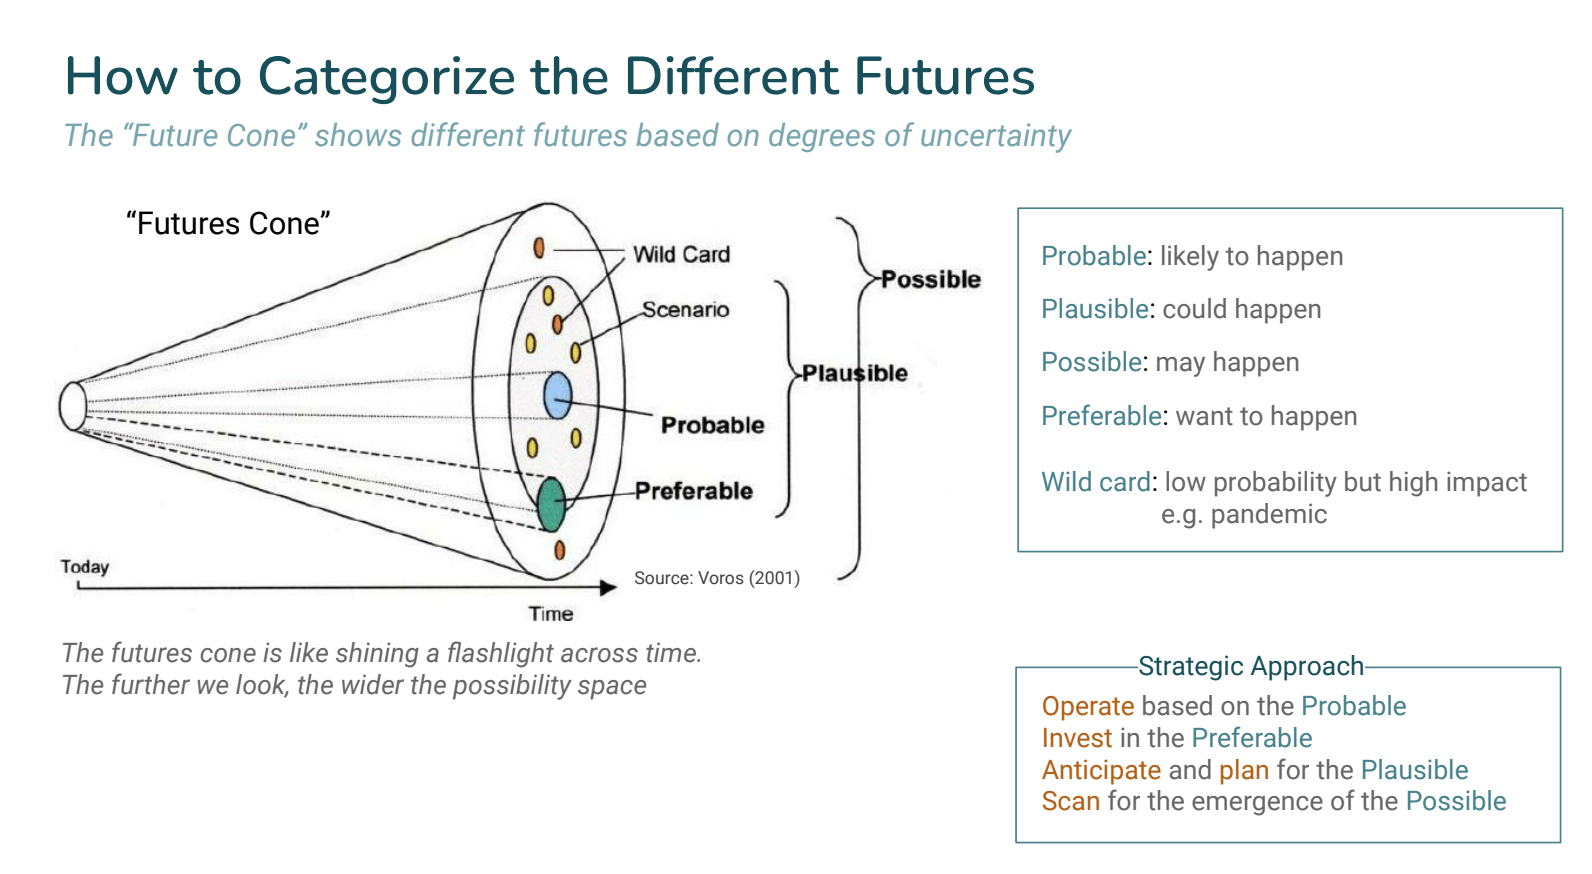 How to Categorize the Different Futures
The “Future Cone” shows different futures based on degrees of uncertainty
“Futures Cone”
Wild Card
Scenario
Possible
Plausible
Probable
Preferable
Today
Source: Voros (2001)
Time
The futures cone is like shining a flashlight across time.
The further we look, the wider the possibility space
Probable: likely to happen
Plausible: could happen
Possible: may happen
Preferable: want to happen
Wild card: low probability but high impact
e.g. pandemic
Strategic Approach
Operate based on the Probable
Invest in the Preferable
Anticipate and plan for the Plausible
Scan for the emergence of the Possible